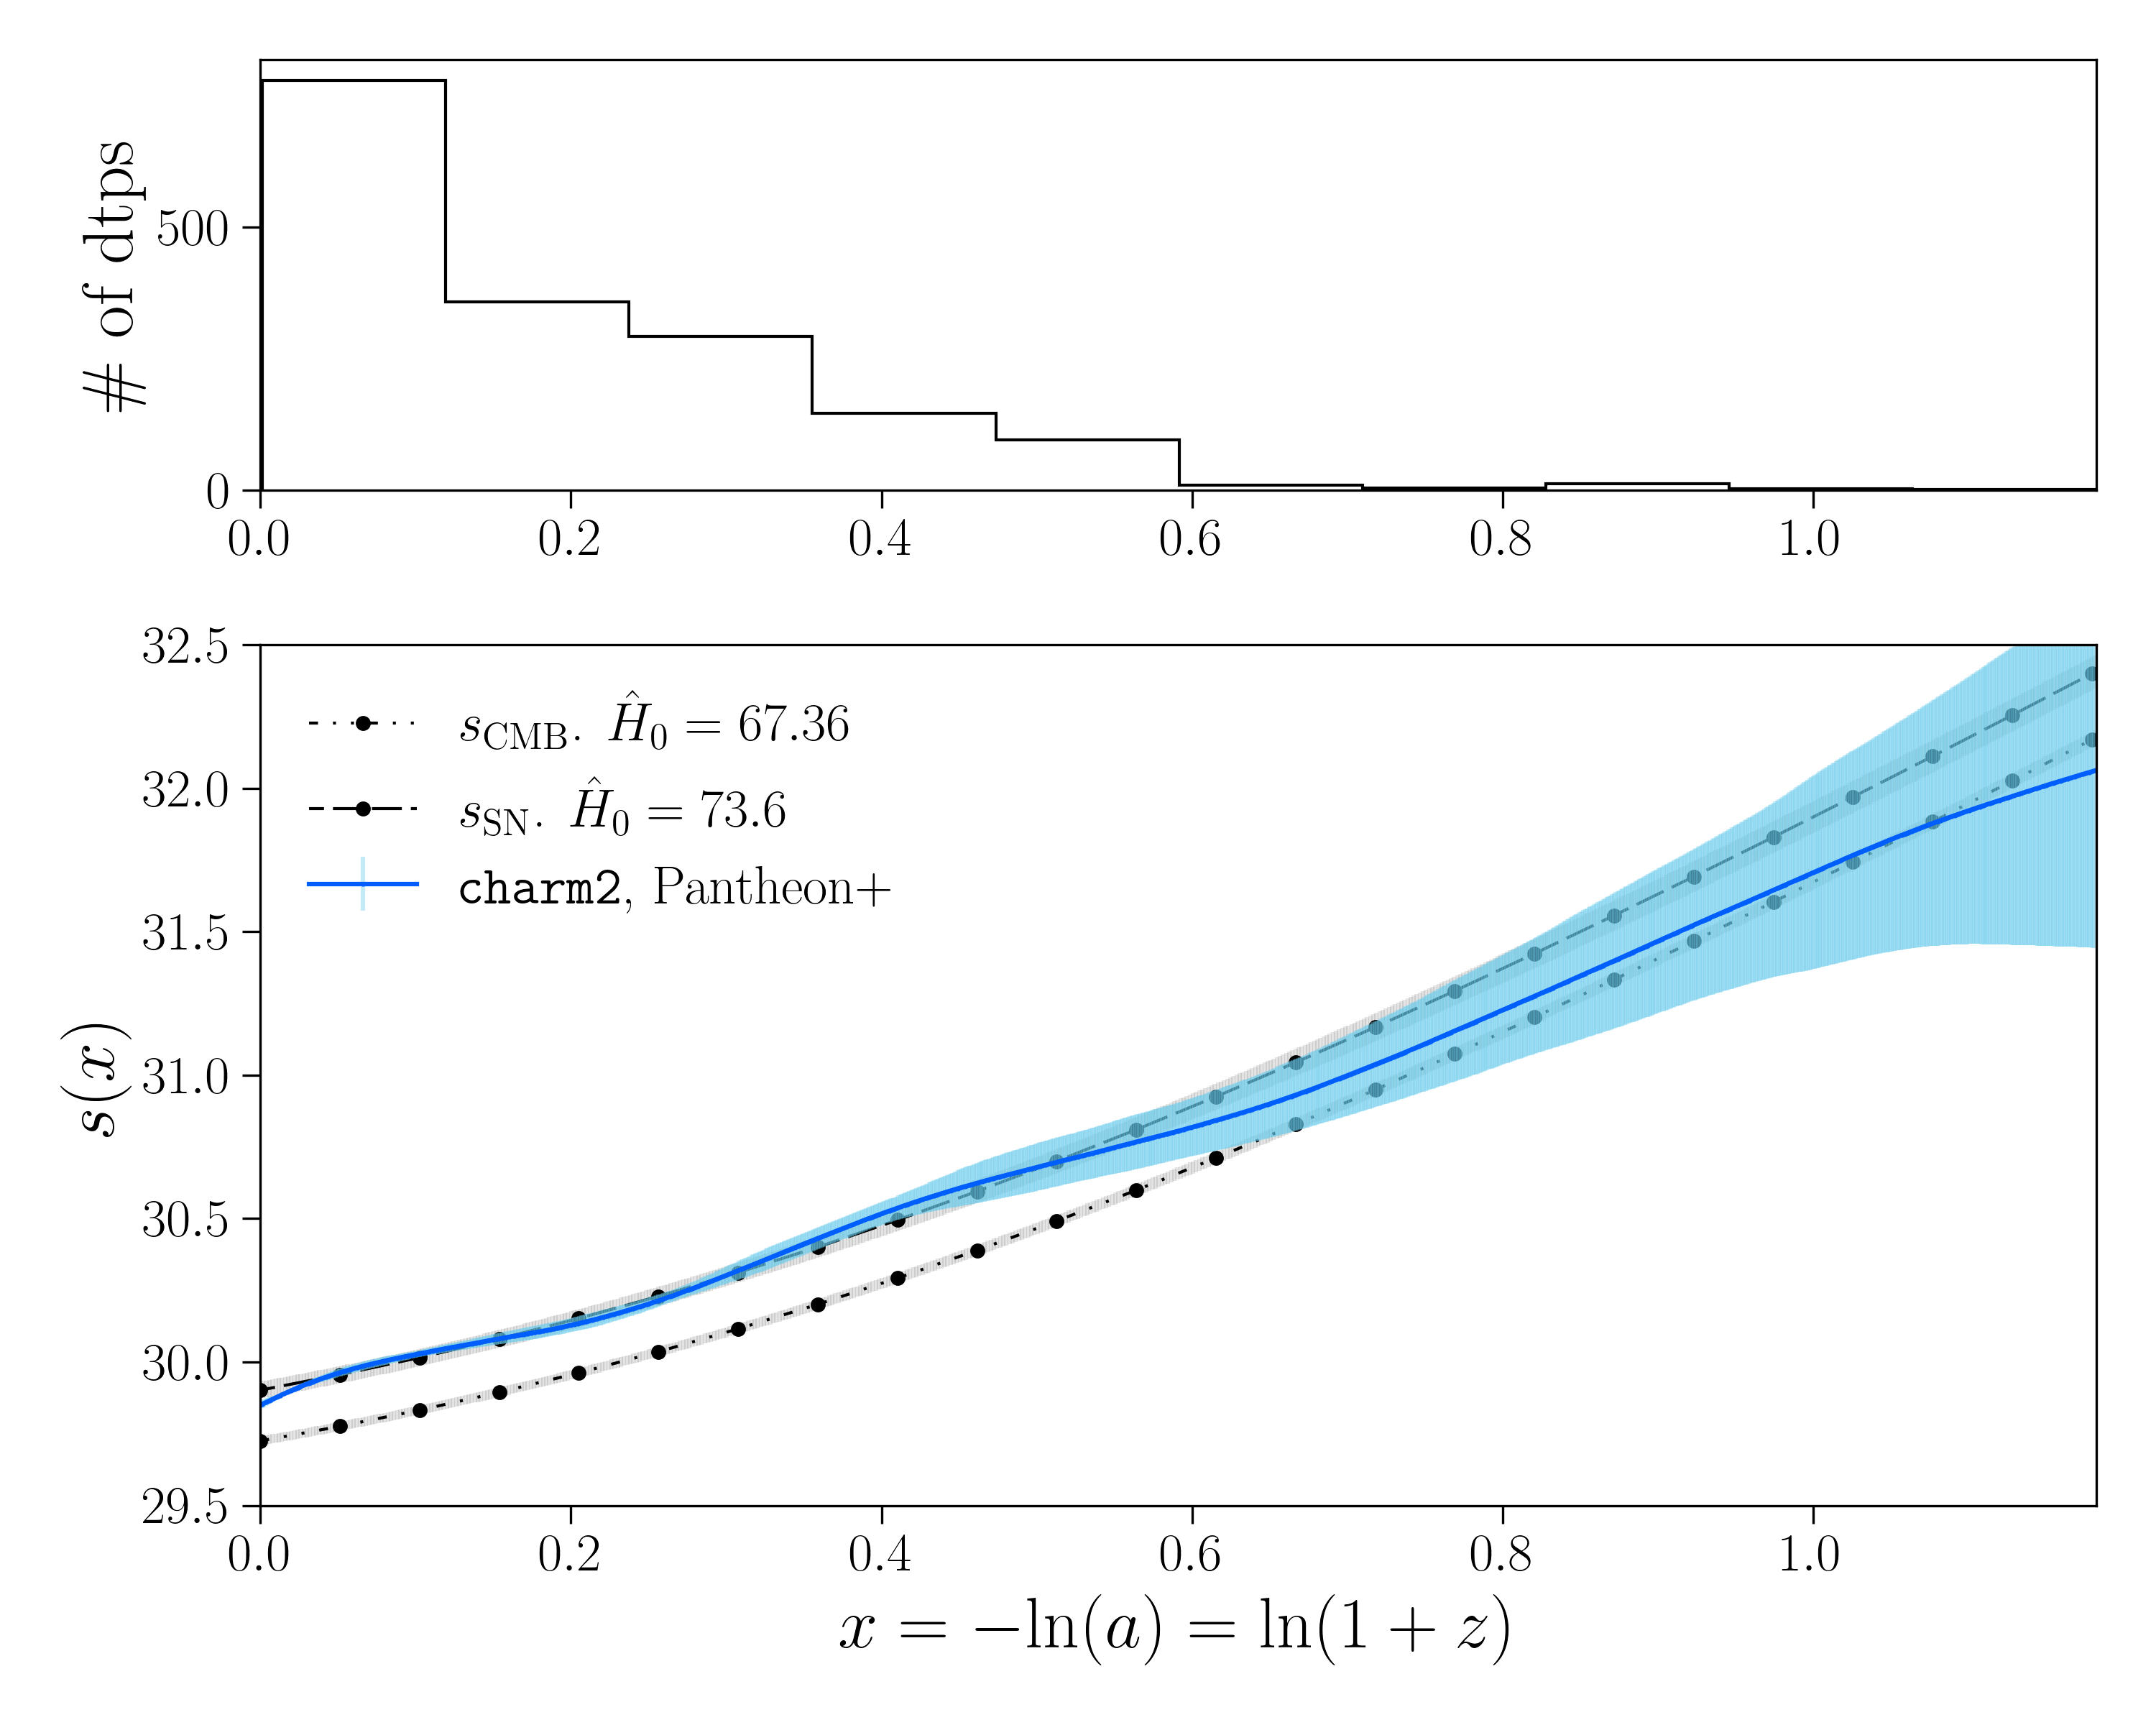 # of dtps
500
0
0.0 0.2 0.4 0.6 0.8 1.0
s(x)
32.5
32.0
31.5
31.0
30.5
30.0
29.5
s_CMB. Ĥ_0 = 67.36
s_SN. Ĥ_0 = 73.6
charm2, Pantheon+
0.0 0.2 0.4 0.6 0.8 1.0
x = −ln(a) = ln(1 + z)